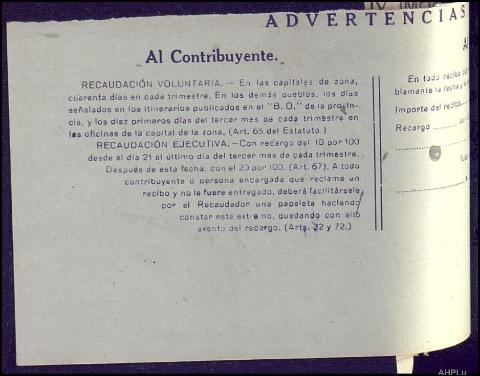 ADVERTENCIAS
Al Contribuyente.
RECAUDACIÓN VOLUNTARIA. — En las capitales de zona,
cuarenta días en cada trimestre. En los demás pueblos, los días
señalados en los itinerarios publicados en el "B. O." de la provin-
cia, y los diez primeros días del tercer mes de cada trimestre en
las oficinas de la capital de la zona, (Art. 65 del Estatuto.)
RECAUDACIÓN EJECUTIVA. — Con recargo del 10 por 100
desde el día 21 al último día del tercer mes de cada trimestre.
Después de esta fecha, con el 20 por 100. (Art. 67). A todo
contribuyente o persona encargada que reclame un
recibo y no le fuere entregado, deberá facilitársele
por el Recaudador una papeleta haciendo
constar este extremo, quedando con ello
exento del recargo. (Arts. 32 y 72.)
En todo recibo
blamente la fecha y
Importe del recibo
Recargo
AHPLu